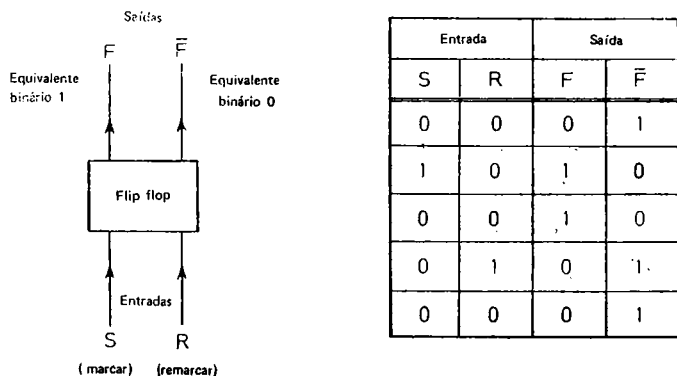 Saídas
F F̅
Equivalente
binário 1
Equivalente
binário 0
Flip flop
Entradas
S R
(marcar) (remarcar)
Entrada Saída
S R F F̅
0 0 0 1
1 0 1 0
0 0 1 0
0 1 0 1
0 0 0 1